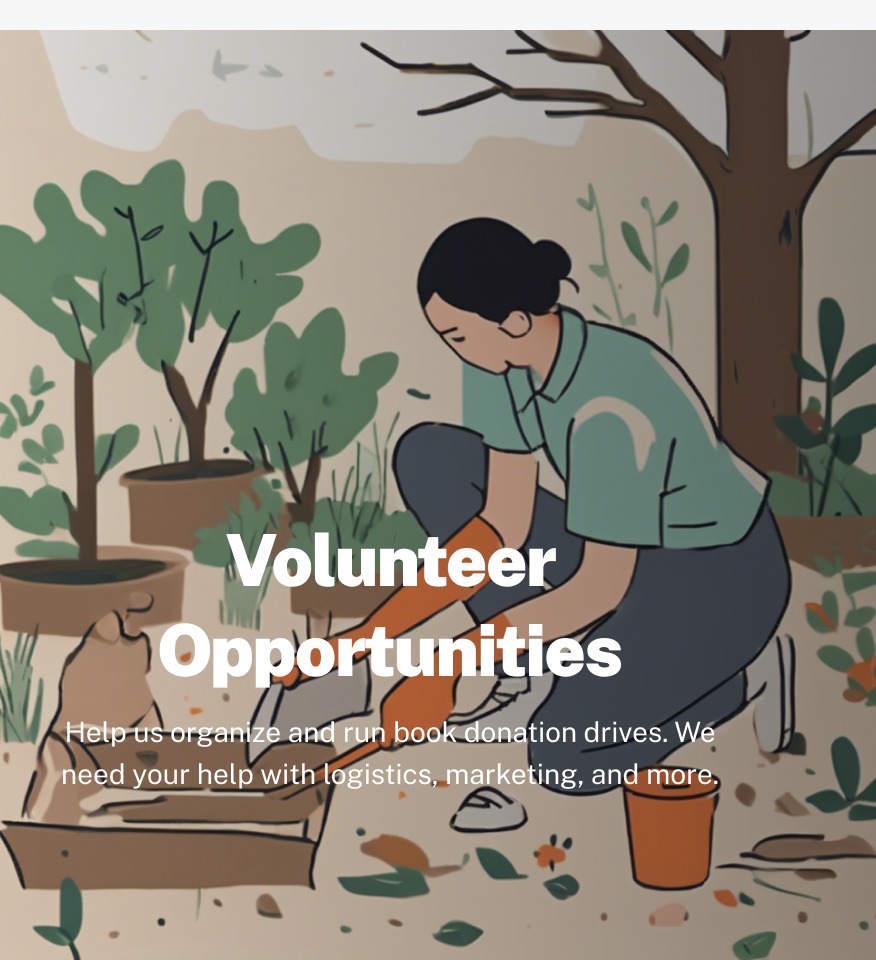 Volunteer
Opportunities
Help us organize and run book donation drives. We
need your help with logistics, marketing, and more.